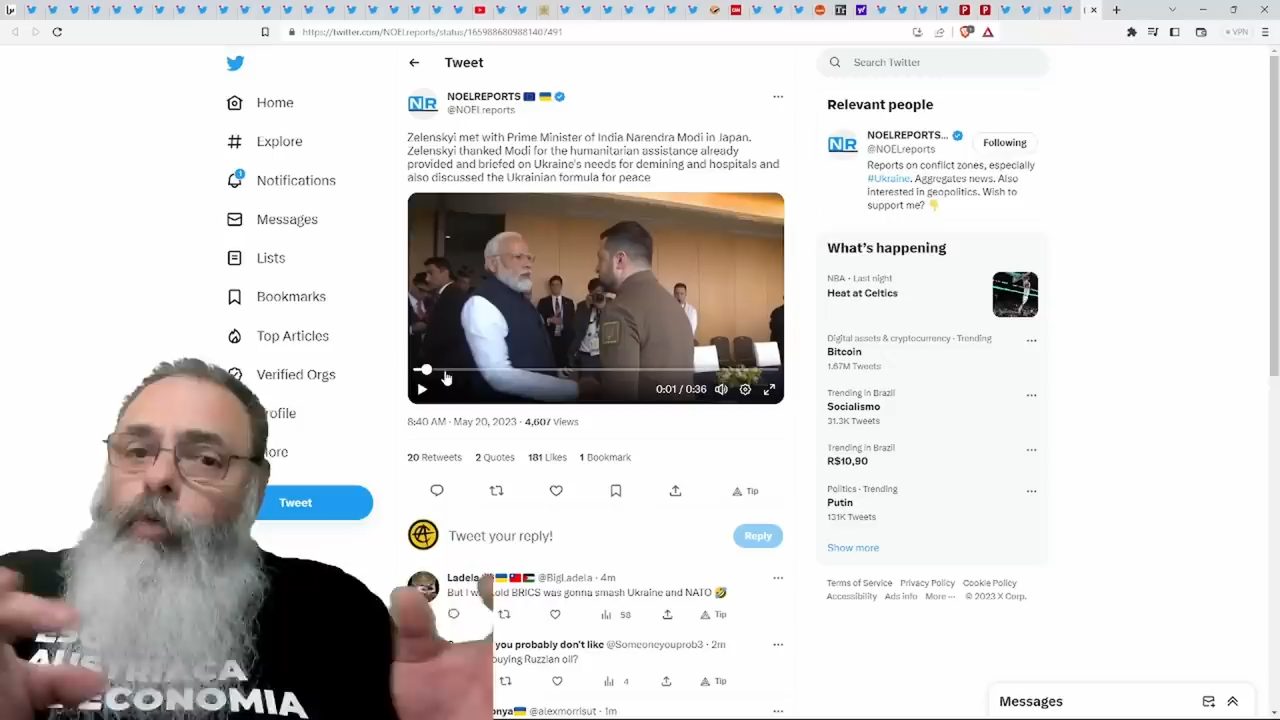 https://twitter.com/NOELreports/status/1659886809881407491
VPN
Home
Explore
1
Notifications
Messages
Lists
Bookmarks
Top Articles
Verified Orgs
Tweet
Tweet
NOELREPORTS
@NOELreports
Zelenskyi met with Prime Minister of India Narendra Modi in Japan.
Zelenskyi thanked Modi for the humanitarian assistance already
provided and briefed on Ukraine's needs for demining and hospitals and
also discussed the Ukrainian formula for peace
0:01 / 0:36
8:40 AM · May 20, 2023 · 4,607 Views
20 Retweets 2 Quotes 181 Likes 1 Bookmark
Tip
Tweet your reply!
Reply
Ladela @BigLadela · 4m
BRICS was gonna smash Ukraine and NATO
58
Tip
you probably don't like @Someoneyouprob3 · 2m
buying Ruzzian oil?
4
Tip
@alexmorrisut · 1m
Search Twitter
Relevant people
NOELREPORTS...
@NOELreports
Following
Reports on conflict zones, especially
#Ukraine. Aggregates news. Also
interested in geopolitics. Wish to
support me?
What's happening
NBA · Last night
Heat at Celtics
Digital assets & cryptocurrency · Trending
Bitcoin
1.67M Tweets
Trending in Brazil
Socialismo
31.3K Tweets
Trending in Brazil
R$10,90
Politics · Trending
Putin
131K Tweets
Show more
Terms of Service Privacy Policy Cookie Policy
Accessibility Ads info More ··· © 2023 X Corp.
Messages